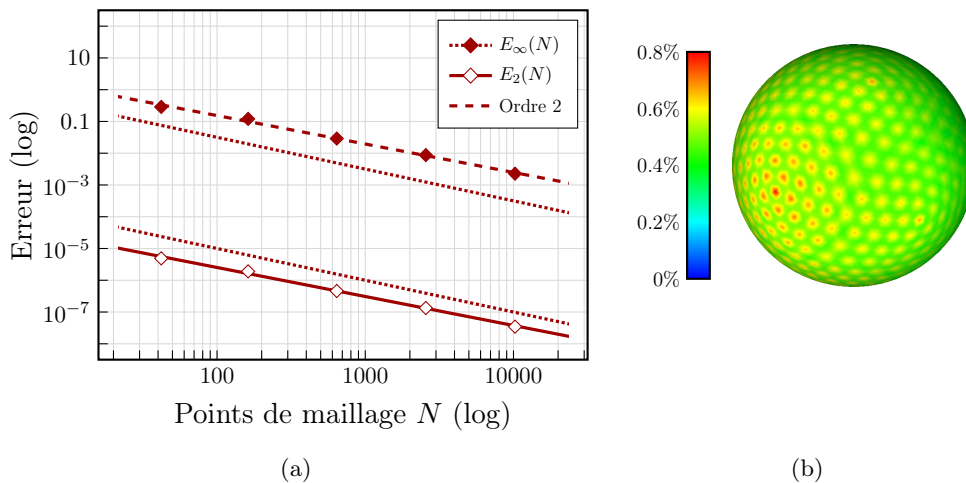 10
0.1
10−3
10−5
10−7
Erreur (log)
100
1000
10000
Points de maillage N (log)
E∞(N)
E2(N)
Ordre 2
(a)
0.8%
0.6%
0.4%
0.2%
0%
(b)